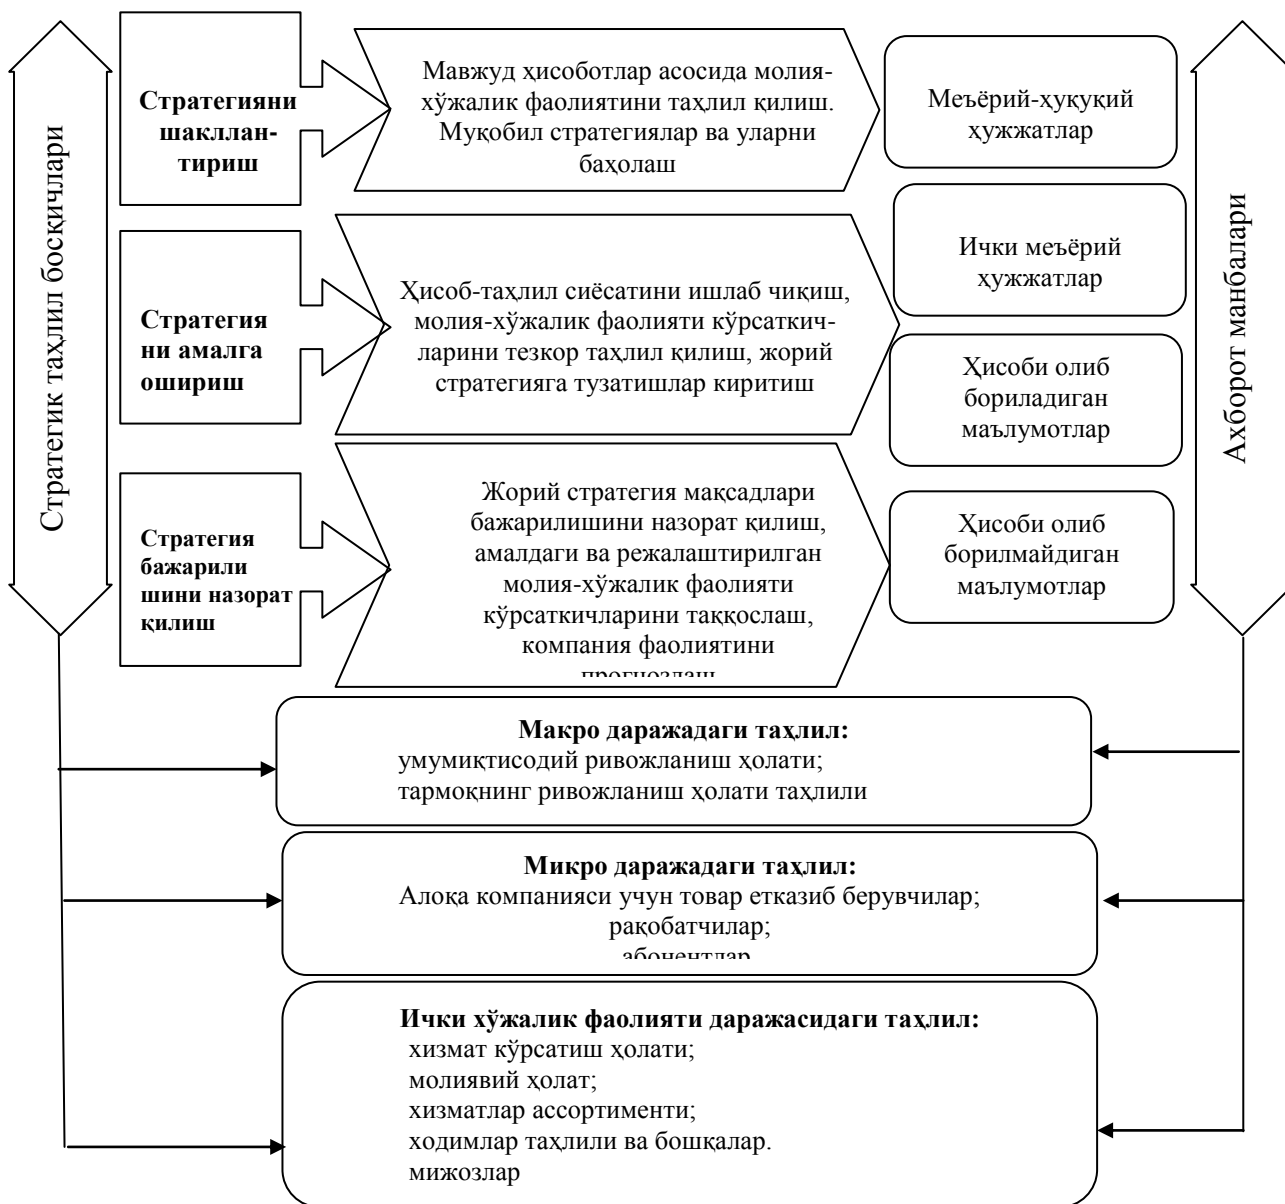 Стратегик таҳлил босқичлари
Стратегияни
шакллан-
тириш
Мавжуд ҳисоботлар асосида молия-
хўжалик фаолиятини таҳлил қилиш.
Муқобил стратегиялар ва уларни
баҳолаш
Меъёрий-ҳуқуқий
ҳужжатлар
Ахборот манбалари
Стратегия
ни амалга
ошириш
Ҳисоб-таҳлил сиёсатини ишлаб чиқиш,
молия-хўжалик фаолияти кўрсаткич-
ларини тезкор таҳлил қилиш, жорий
стратегияга тузатишлар киритиш
Ички меъёрий
ҳужжатлар
Ҳисоби олиб
бориладиган
маълумотлар
Стратегия
бажарили
шини назорат
қилиш
Жорий стратегия мақсадлари
бажарилишини назорат қилиш,
амалдаги ва режалаштирилган
молия-хўжалик фаолияти
кўрсаткичларини таққослаш,
компания фаолиятини
прогнозлаш
Ҳисоби олиб
борилмайдиган
маълумотлар
Макро даражадаги таҳлил:
умумиқтисодий ривожланиш ҳолати;
тармоқнинг ривожланиш ҳолати таҳлили
Микро даражадаги таҳлил:
Алоқа компанияси учун товар етказиб берувчилар;
рақобатчилар;
абонентлар
Ички хўжалик фаолияти даражасидаги таҳлил:
хизмат кўрсатиш ҳолати;
молиявий ҳолат;
хизматлар ассортименти;
ходимлар таҳлили ва бошқалар.
мижозлар